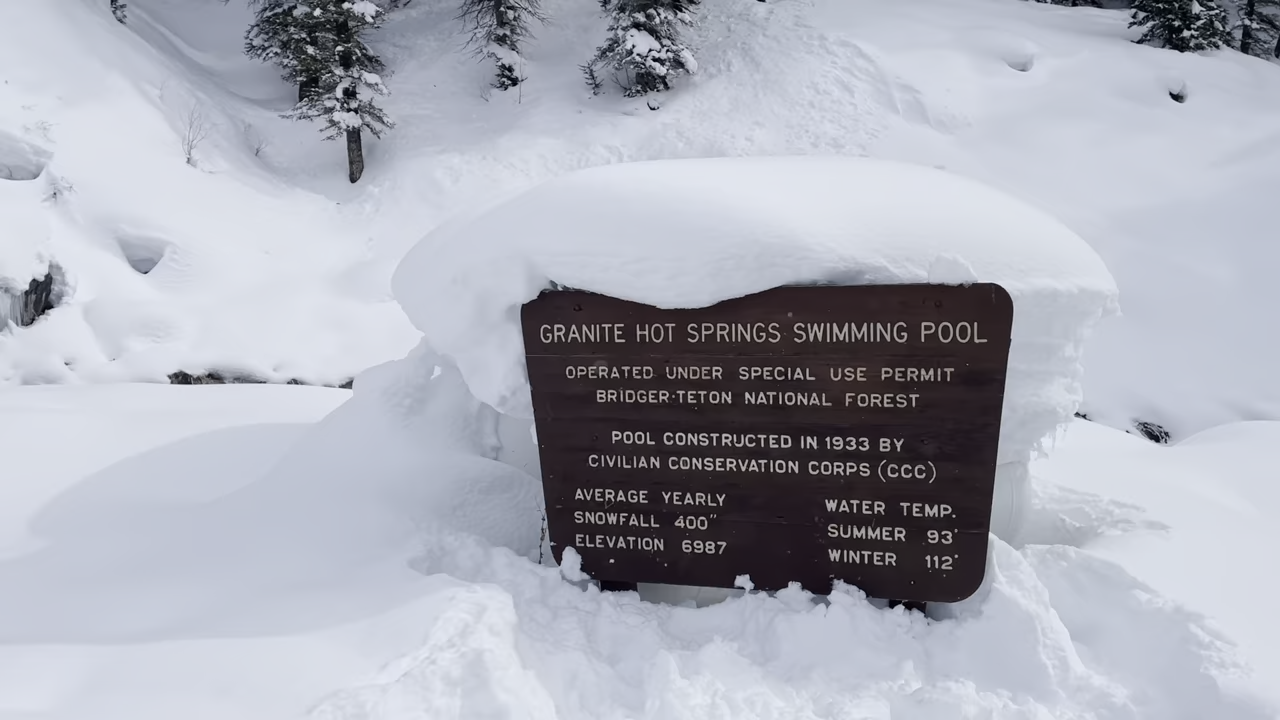 GRANITE HOT SPRINGS SWIMMING POOL
OPERATED UNDER SPECIAL USE PERMIT
BRIDGER-TETON NATIONAL FOREST
POOL CONSTRUCTED IN 1933 BY
CIVILIAN CONSERVATION CORPS (CCC)
AVERAGE YEARLY
SNOWFALL 400"
ELEVATION 6987
WATER TEMP.
SUMMER 93°
WINTER 112°